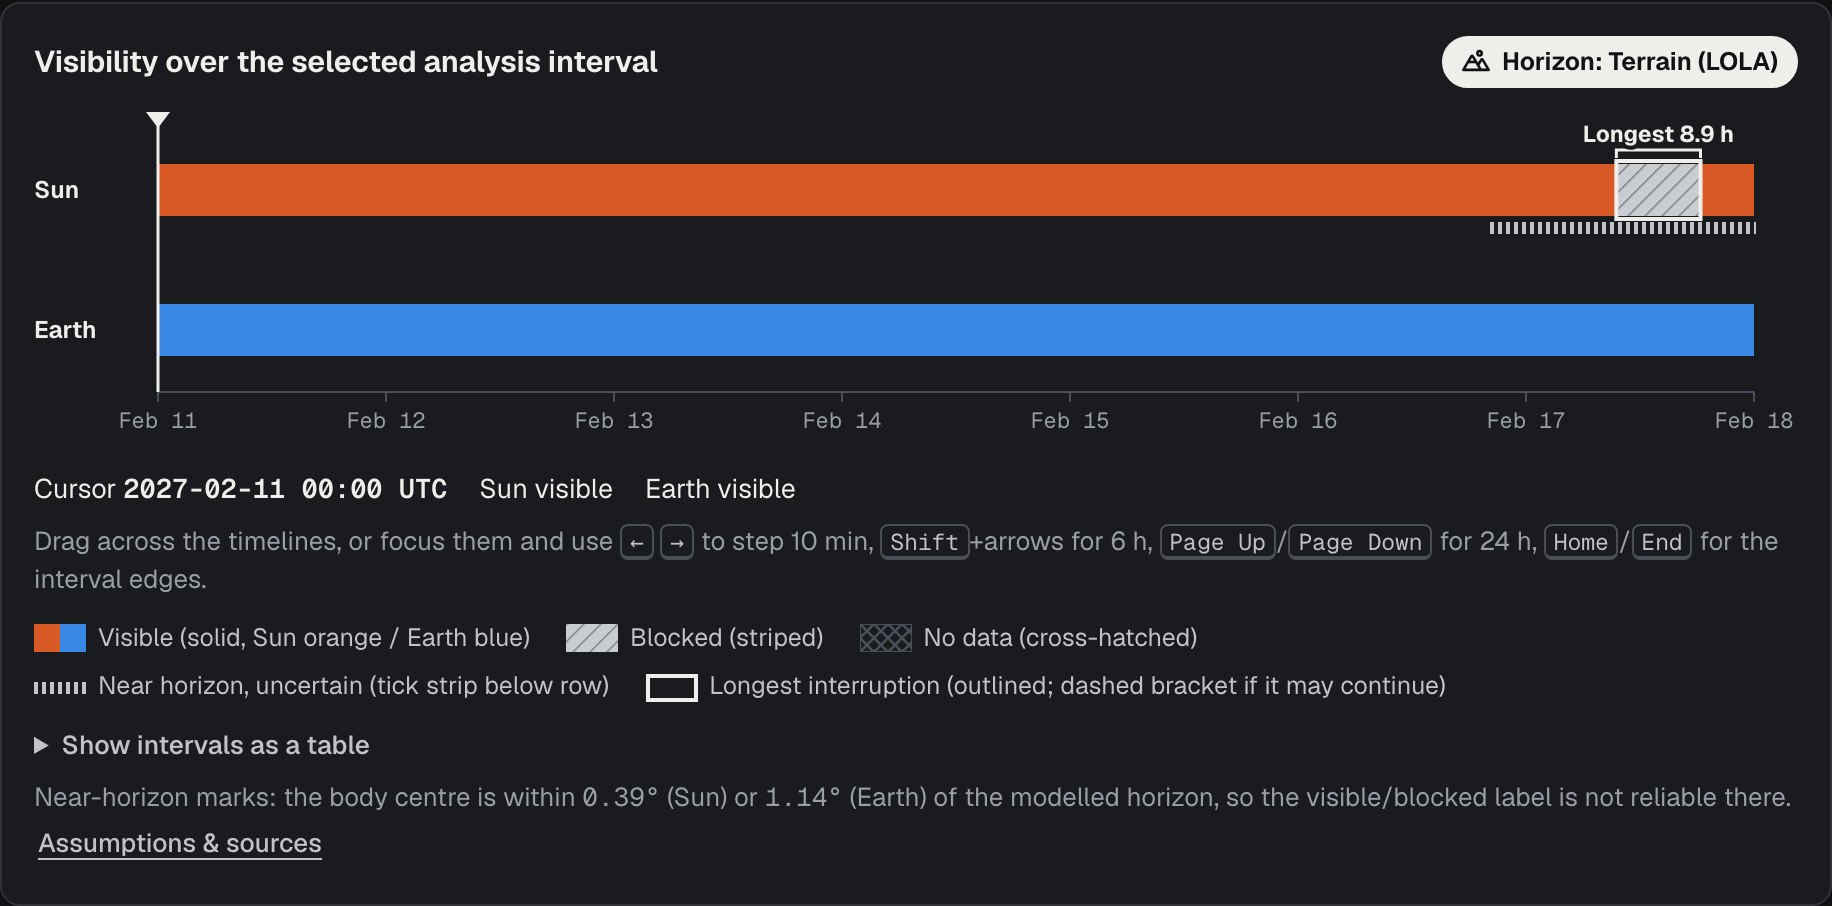 Visibility over the selected analysis interval
Horizon: Terrain (LOLA)
Longest 8.9 h
Sun
Earth
Feb 11 Feb 12 Feb 13 Feb 14 Feb 15 Feb 16 Feb 17 Feb 18
Cursor 2027-02-11 00:00 UTC Sun visible Earth visible
Drag across the timelines, or focus them and use ← → to step 10 min, Shift+arrows for 6 h, Page Up/Page Down for 24 h, Home/End for the
interval edges.
Visible (solid, Sun orange / Earth blue) Blocked (striped) No data (cross-hatched)
Near horizon, uncertain (tick strip below row) Longest interruption (outlined; dashed bracket if it may continue)
▶ Show intervals as a table
Near-horizon marks: the body centre is within 0.39° (Sun) or 1.14° (Earth) of the modelled horizon, so the visible/blocked label is not reliable there.
Assumptions & sources